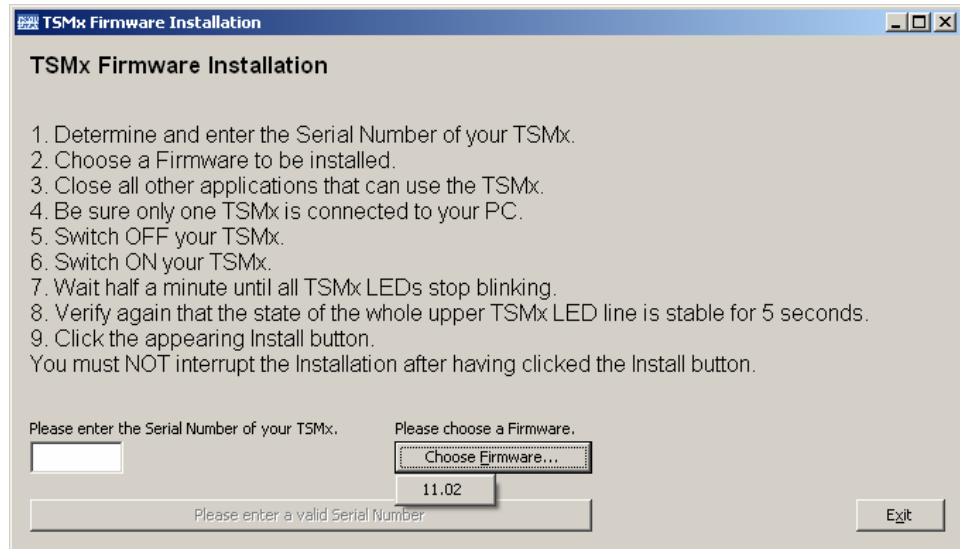 TSMx Firmware Installation
TSMx Firmware Installation
1. Determine and enter the Serial Number of your TSMx.
2. Choose a Firmware to be installed.
3. Close all other applications that can use the TSMx.
4. Be sure only one TSMx is connected to your PC.
5. Switch OFF your TSMx.
6. Switch ON your TSMx.
7. Wait half a minute until all TSMx LEDs stop blinking.
8. Verify again that the state of the whole upper TSMx LED line is stable for 5 seconds.
9. Click the appearing Install button.
You must NOT interrupt the Installation after having clicked the Install button.
Please enter the Serial Number of your TSMx.
Please choose a Firmware.
Choose Firmware...
11.02
Please enter a valid Serial Number
Exit